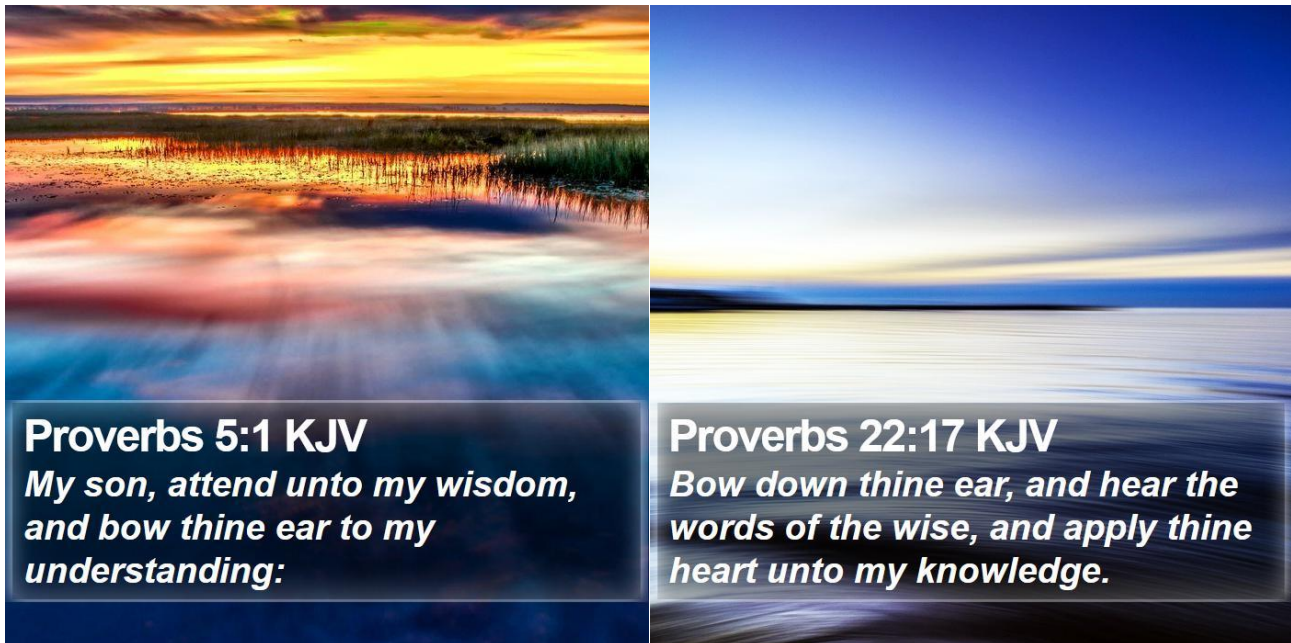 Proverbs 5:1 KJV
My son, attend unto my wisdom,
and bow thine ear to my
understanding:
Proverbs 22:17 KJV
Bow down thine ear, and hear the
words of the wise, and apply thine
heart unto my knowledge.